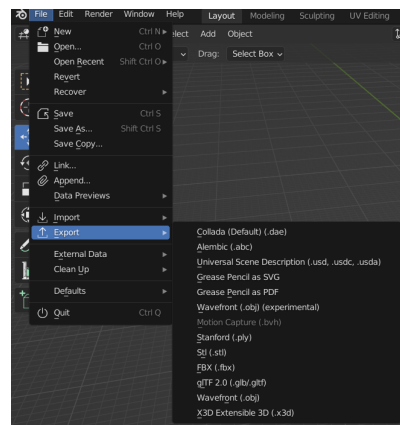 File Edit Render Window Help Layout Modeling Sculpting UV Editing
New Ctrl N
Open... Ctrl O
Open Recent Shift Ctrl O
Revert
Recover
Save Ctrl S
Save As... Shift Ctrl S
Save Copy...
Link...
Append...
Data Previews
Import
Export
External Data
Clean Up
Defaults
Quit Ctrl Q
elect Add Object
Drag: Select Box
Collada (Default) (.dae)
Alembic (.abc)
Universal Scene Description (.usd, .usdc, .usda)
Grease Pencil as SVG
Grease Pencil as PDF
Wavefront (.obj) (experimental)
Motion Capture (.bvh)
Stanford (.ply)
Stl (.stl)
FBX (.fbx)
glTF 2.0 (.glb/.gltf)
Wavefront (.obj)
X3D Extensible 3D (.x3d)